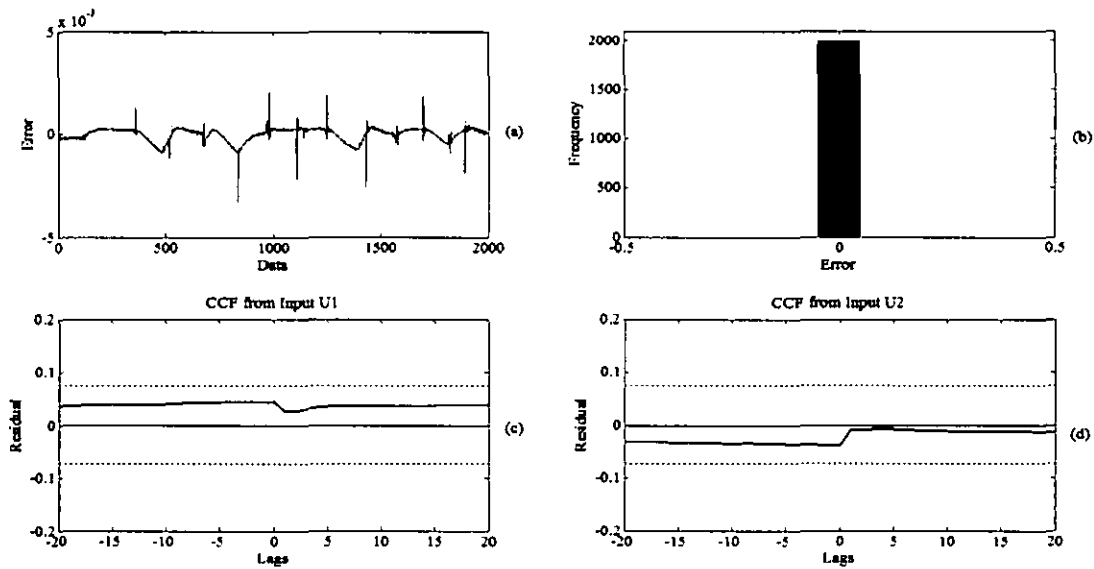 x 10⁻³
5
0
-5
Error
0
500
1000
1500
2000
Data
(a)
2000
1500
1000
500
0
Frequency
-0.5
0
0.5
Error
(b)
CCF from Input U1
0.2
0.1
0
-0.1
-0.2
Residual
-20
-15
-10
-5
0
5
10
15
20
Lags
(c)
CCF from Input U2
0.2
0.1
0
-0.1
-0.2
Residual
-20
-15
-10
-5
0
5
10
15
20
Lags
(d)